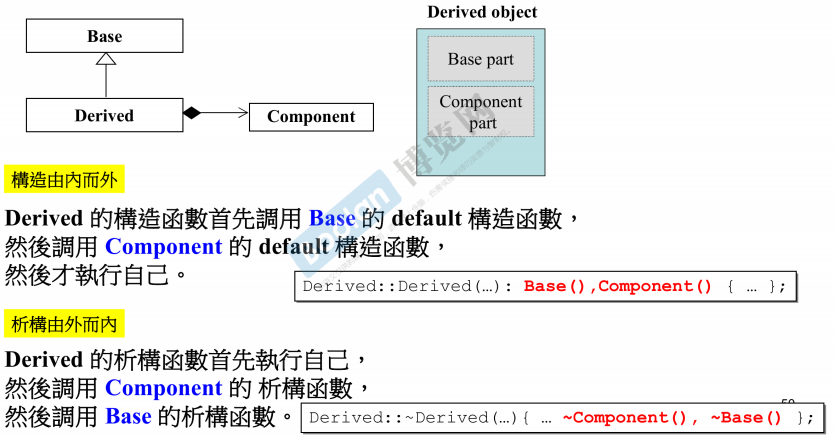 Derived object
Base
Base part
Derived
Component
Component
part
boolan
博览网
構造由內而外
Derived 的構造函數首先調用 Base 的 default 構造函數，
然後調用 Component 的 default 構造函數，
然後才執行自己。
Derived::Derived(…): Base(),Component() { … };
析構由外而內
Derived 的析構函數首先執行自己，
然後調用 Component 的 析構函數，
然後調用 Base 的析構函數。
Derived::~Derived(…){ … ~Component(), ~Base() };